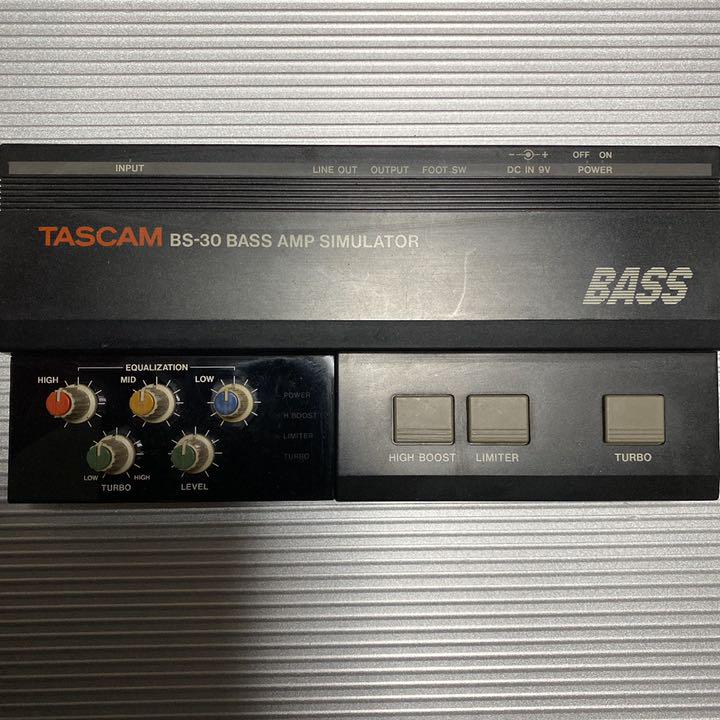 INPUT
LINE OUT OUTPUT FOOT SW DC IN 9V OFF ON POWER
- +
TASCAM BS-30 BASS AMP SIMULATOR
BASS
EQUALIZATION
HIGH MID LOW
POWER
H BOOST
LIMITER
TURBO
LOW HIGH
TURBO LEVEL
HIGH BOOST LIMITER TURBO